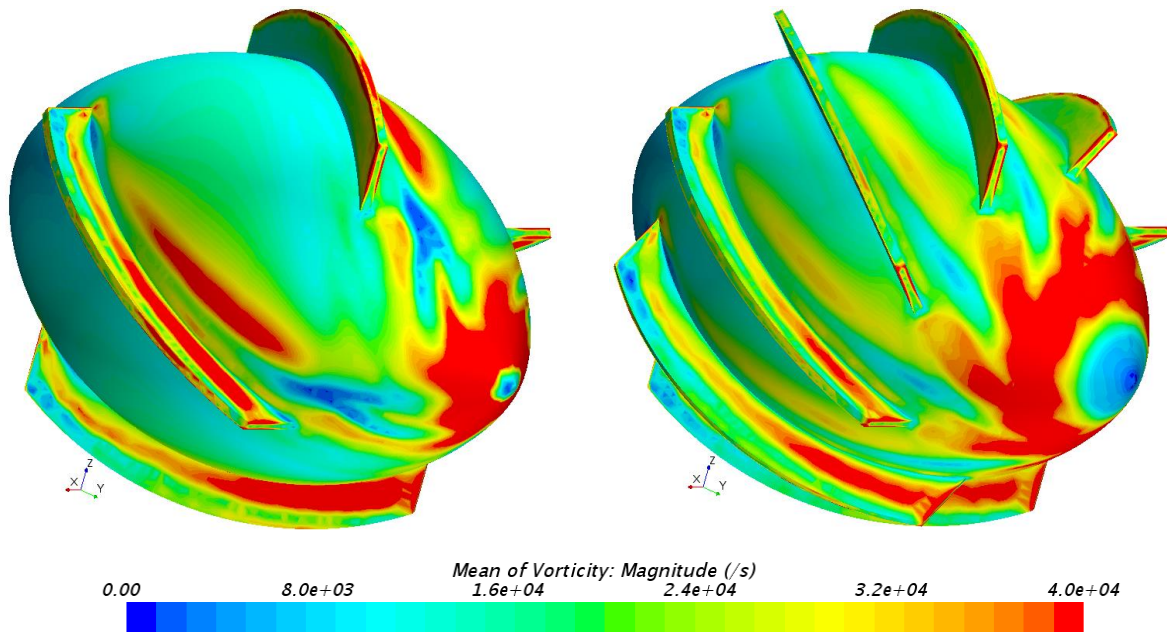 Z
X
Y
Z
X
Y
Mean of Vorticity: Magnitude (/s)
0.00 8.0e+03 1.6e+04 2.4e+04 3.2e+04 4.0e+04